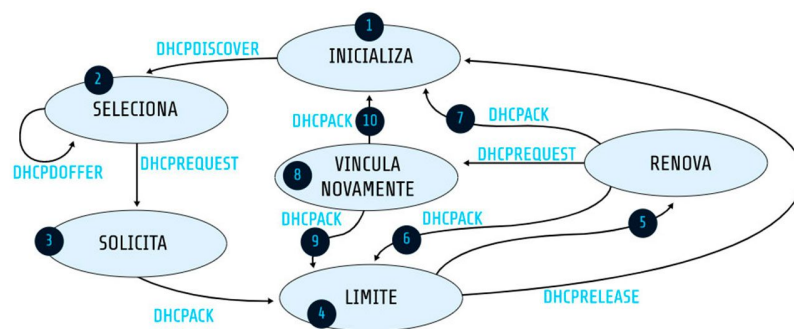 1
INICIALIZA
DHCPDISCOVER
2
SELECIONA
DHCPDOFFER
DHCPREQUEST
3
SOLICITA
DHCPACK
DHCPACK
10
7
DHCPACK
8
VINCULA
NOVAMENTE
DHCPREQUEST
RENOVA
DHCPACK
9
6
DHCPACK
5
4
LIMITE
DHCPRELEASE